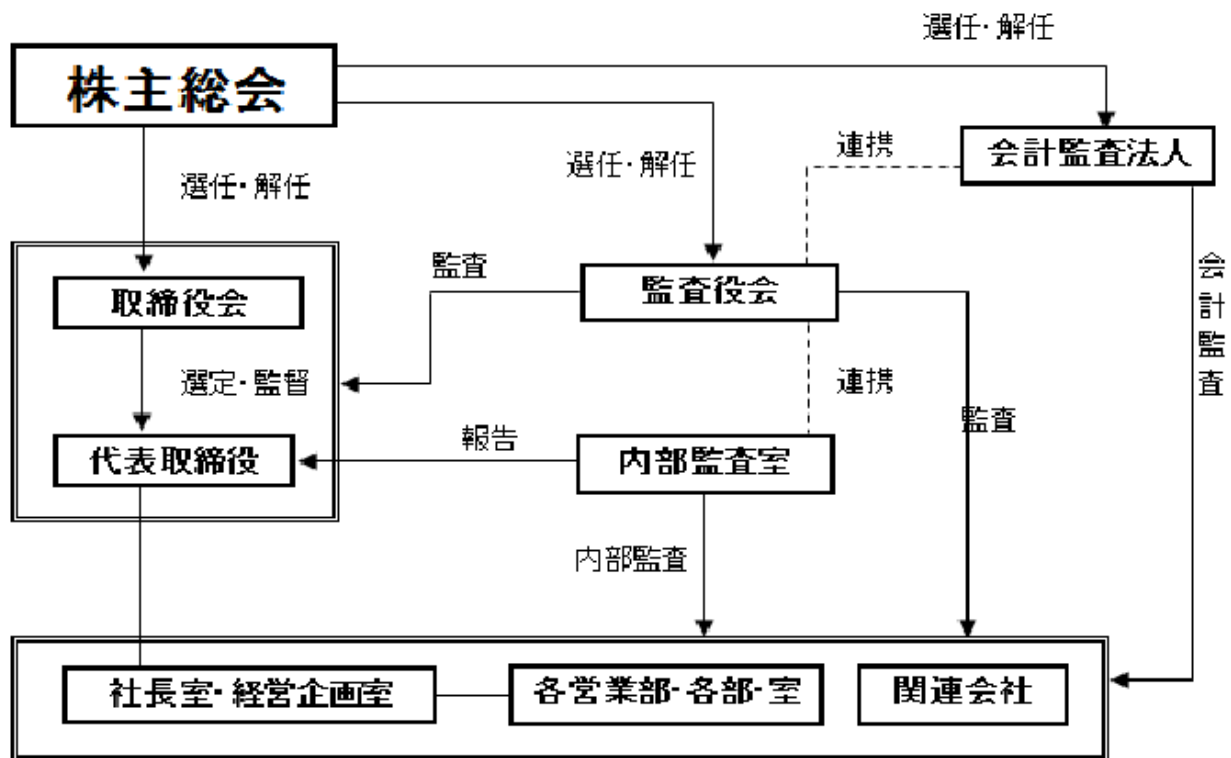 選任・解任
株主総会
会計監査法人
連携
選任・解任
選任・解任
監査
監査役会
会計監査
取締役会
選定・監督
連携
監査
報告
代表取締役
内部監査室
内部監査
社長室・経営企画室
各営業部・各部・室
関連会社